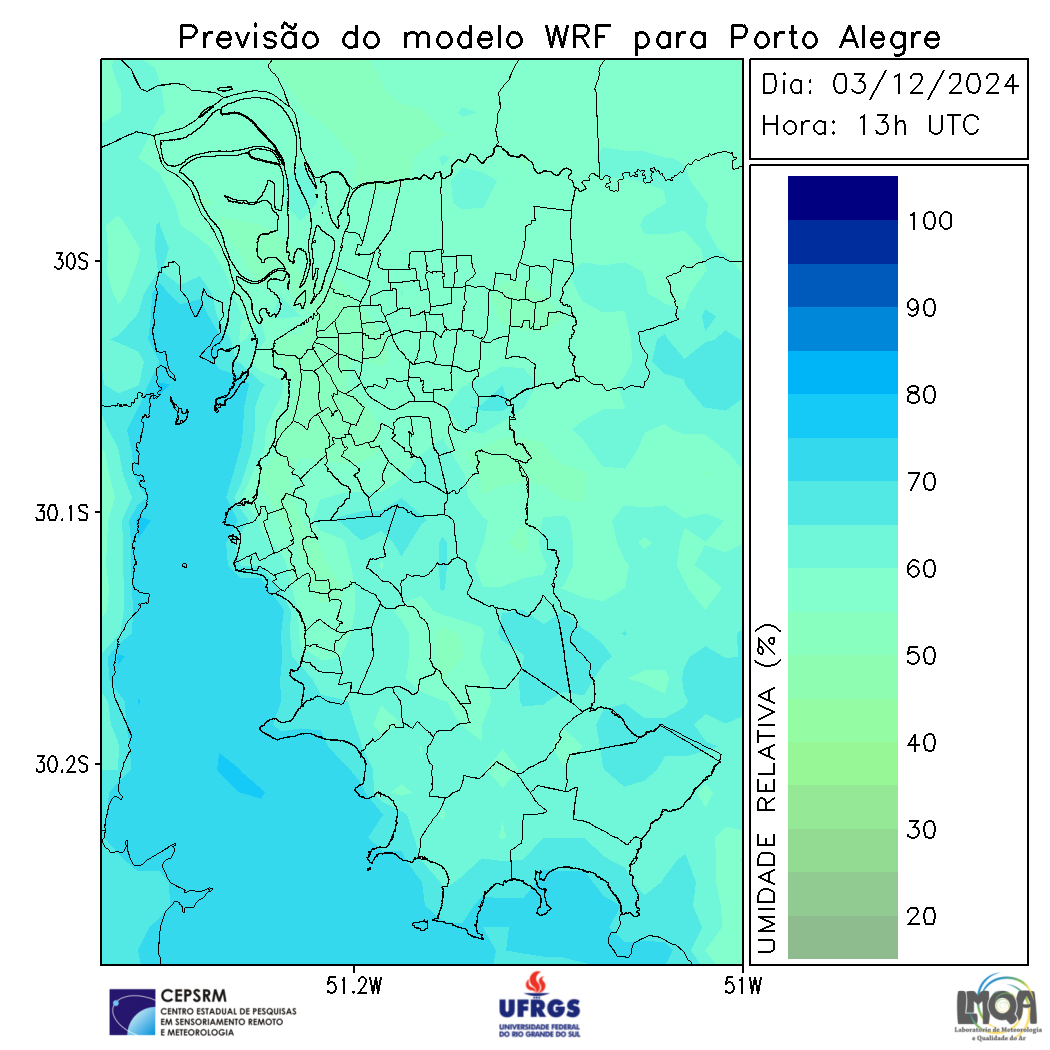 Previsão do modelo WRF para Porto Alegre
Dia: 03/12/2024
Hora: 13h UTC
30S
30.1S
30.2S
51.2W
51W
100
90
80
70
60
50
40
30
20
UMIDADE RELATIVA (%)
CEPSRM
CENTRO ESTADUAL DE PESQUISAS
EM SENSORIAMENTO REMOTO
E METEOROLOGIA
UFRGS
UNIVERSIDADE FEDERAL
DO RIO GRANDE DO SUL
LMQA
Laboratório de Meteorologia
e Qualidade do Ar